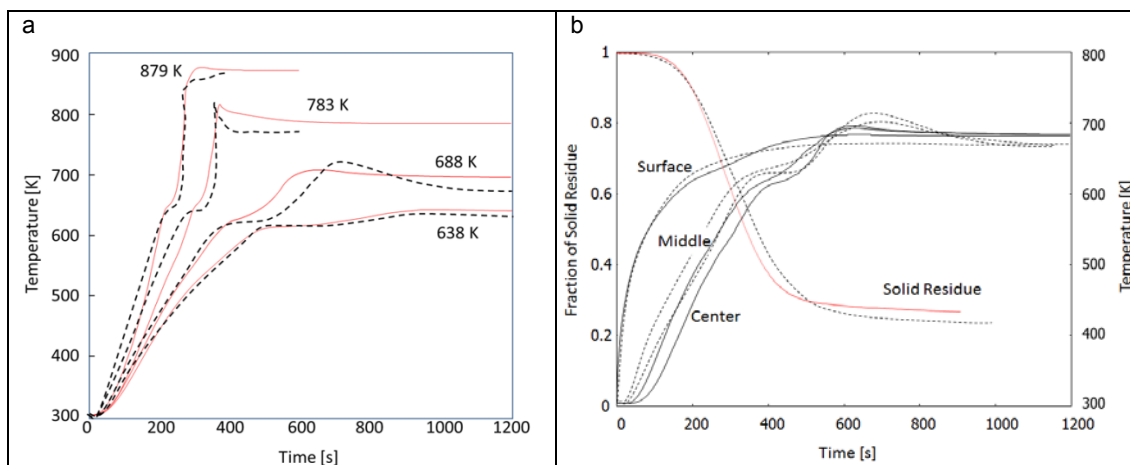 a
900
800
700
600
500
400
300
0
200
400
600
800
1000
1200
Temperature [K]
Time [s]
879 K
783 K
688 K
638 K
b
1
0.8
0.6
0.4
0.2
0
Fraction of Solid Residue
0
200
400
600
800
1000
1200
Time [s]
800
700
600
500
400
300
Temperature [K]
Surface
Middle
Center
Solid Residue